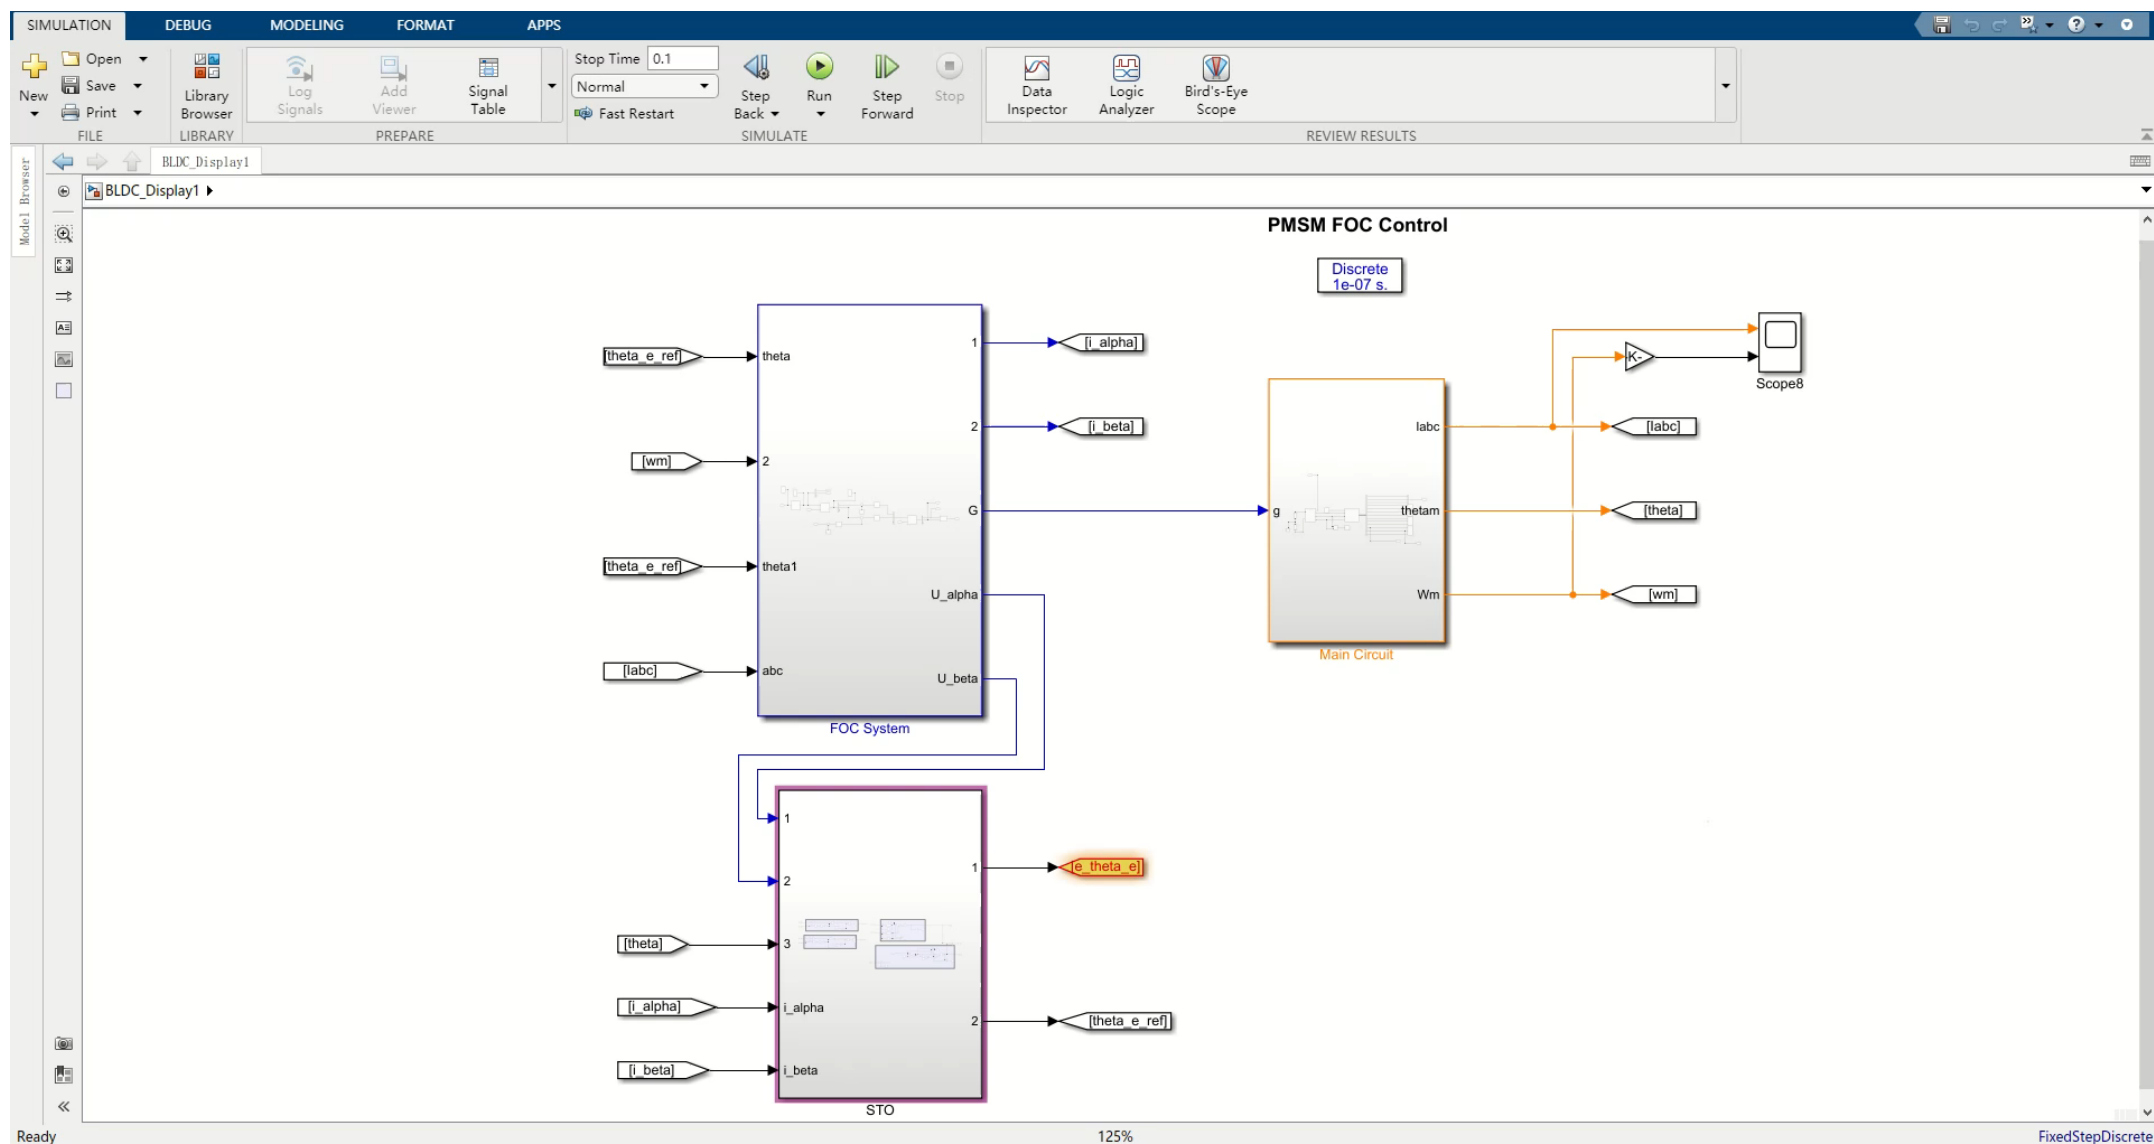 SIMULATION DEBUG MODELING FORMAT APPS
New
Open
Save
Print
FILE
Library
Browser
LIBRARY
Log
Signals
Add
Viewer
Signal
Table
PREPARE
Stop Time 0.1
Normal
Fast Restart
Step
Back
Run
Step
Forward
Stop
SIMULATE
Data
Inspector
Logic
Analyzer
Bird's-Eye
Scope
REVIEW RESULTS
Model Browser
BLDC_Display1
BLDC_Display1
PMSM FOC Control
Discrete
1e-07 s.
[theta_e_ref]
theta
[wm]
2
[theta_e_ref]
theta1
[Iabc]
abc
1
[i_alpha]
2
[i_beta]
G
U_alpha
U_beta
FOC System
g
Iabc
thetam
Wm
Main Circuit
K-
Scope8
[Iabc]
[theta]
[wm]
1
2
[theta]
3
[i_alpha]
i_alpha
[i_beta]
i_beta
1
[e_theta_e]
2
[theta_e_ref]
STO
Ready
125%
FixedStepDiscrete